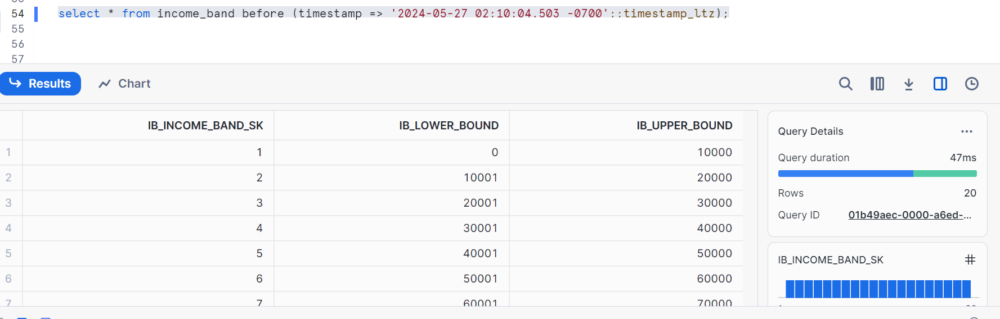 54 select * from income_band before (timestamp => '2024-05-27 02:10:04.503 -0700'::timestamp_ltz);
55
56
57
Results Chart
IB_INCOME_BAND_SK IB_LOWER_BOUND IB_UPPER_BOUND
1 1 0 10000
2 2 10001 20000
3 3 20001 30000
4 4 30001 40000
5 5 40001 50000
6 6 50001 60000
7 7 60001 70000
Query Details ...
Query duration 47ms
Rows 20
Query ID 01b49aec-0000-a6ed-...
IB_INCOME_BAND_SK #